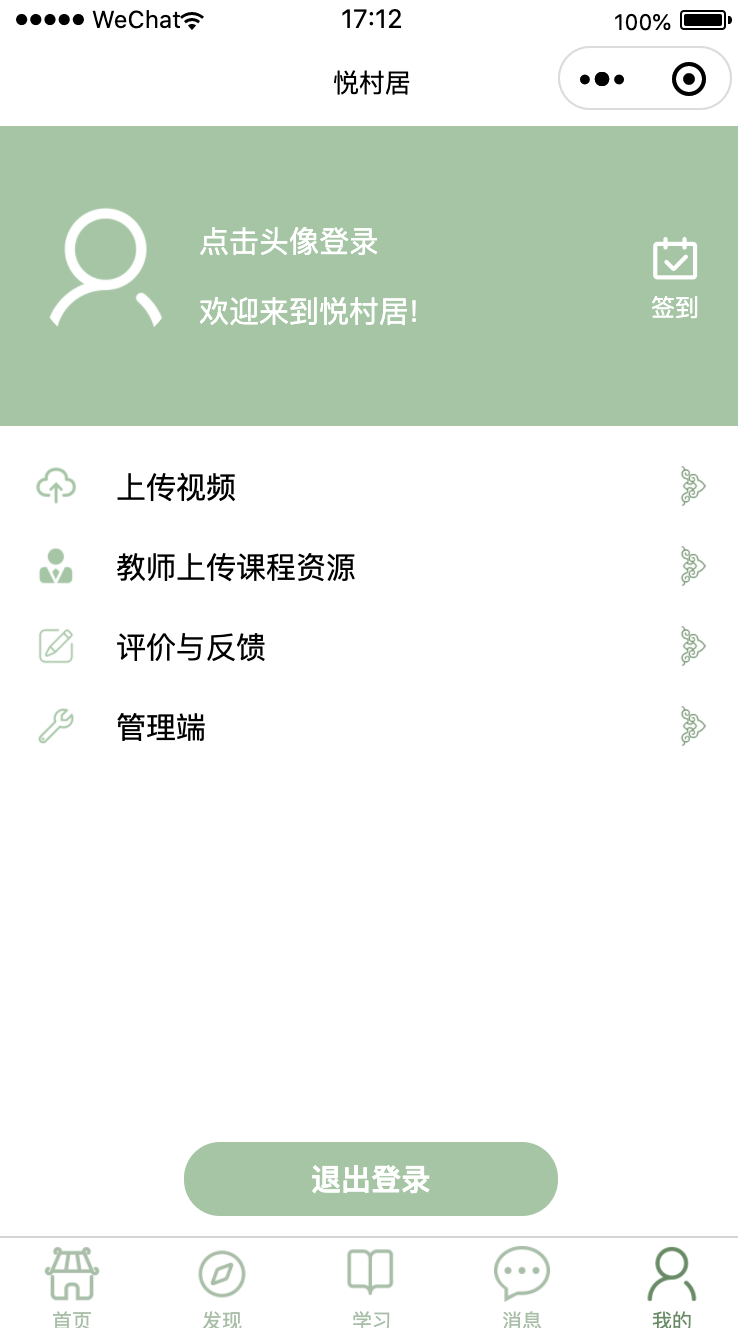 WeChat 17:12 100%
悦村居
点击头像登录
欢迎来到悦村居!
签到
上传视频
教师上传课程资源
评价与反馈
管理端
退出登录
首页 发现 学习 消息 我的